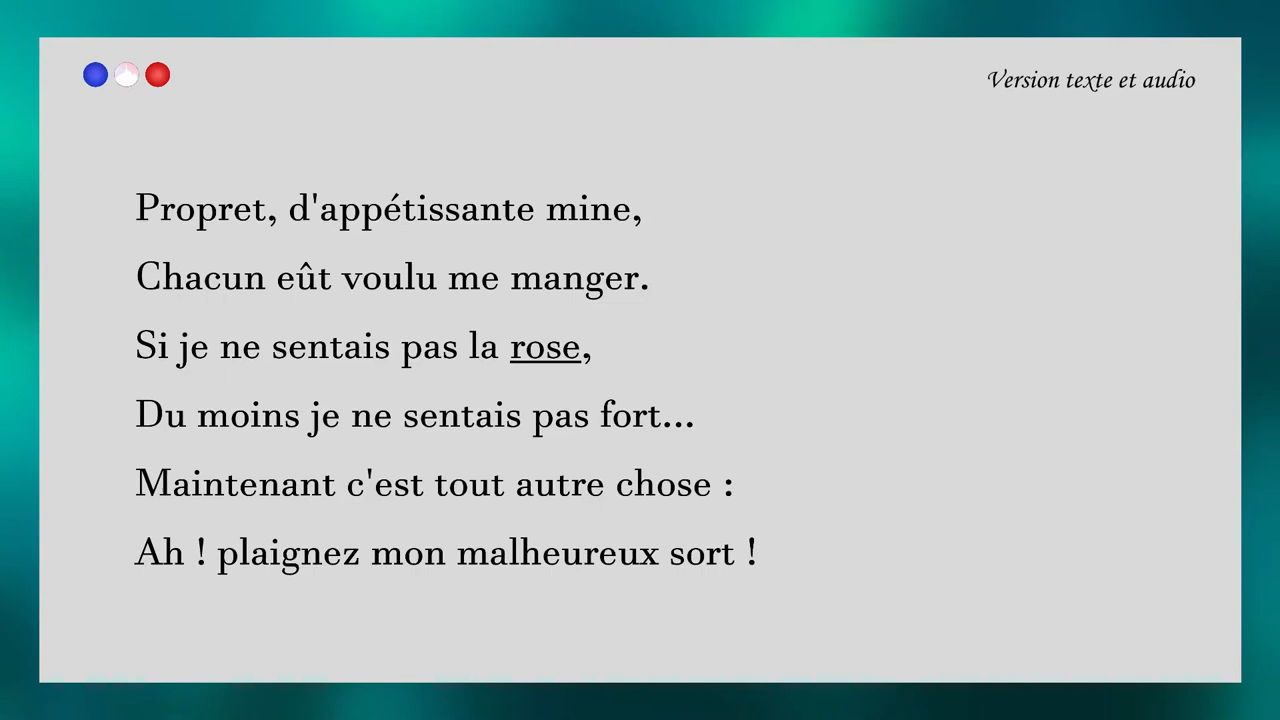 Version texte et audio
Propret, d'appétissante mine,
Chacun eût voulu me manger.
Si je ne sentais pas la rose,
Du moins je ne sentais pas fort...
Maintenant c'est tout autre chose :
Ah ! plaignez mon malheureux sort !